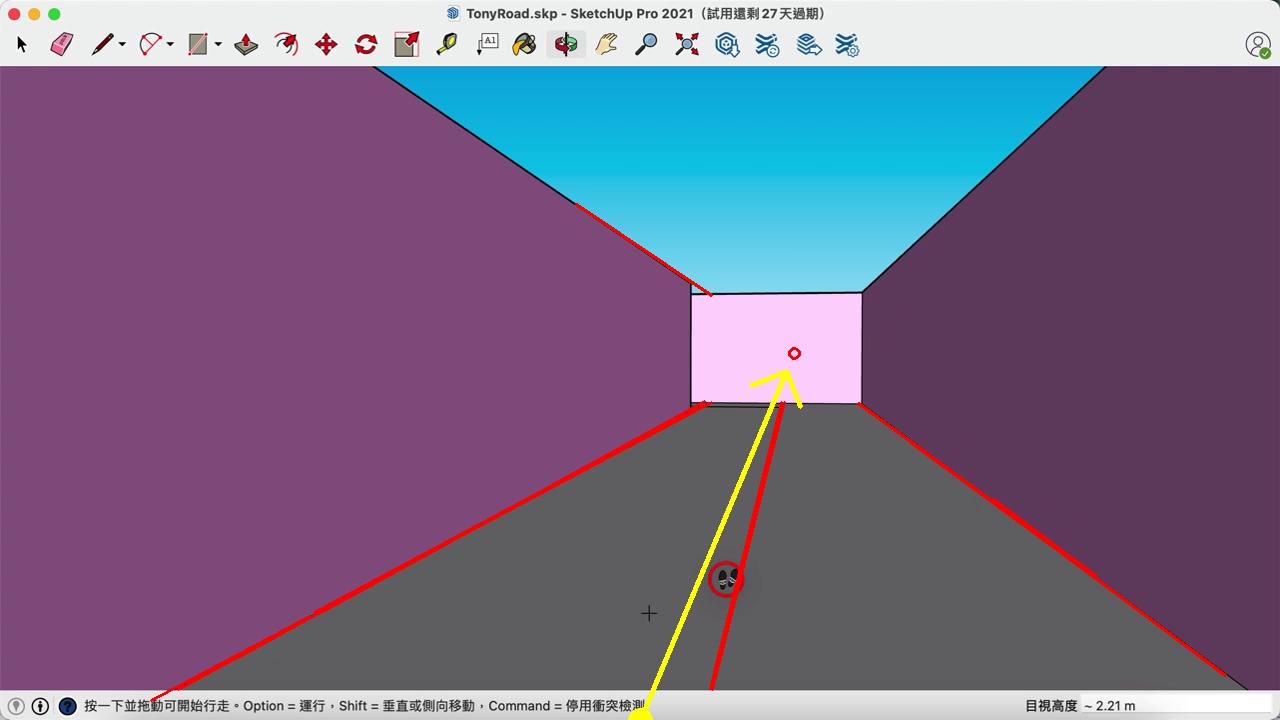 TonyRoad.skp - SketchUp Pro 2021（試用還剩 27 天過期）
A1
按一下並拖動可開始行走。Option = 運行，Shift = 垂直或側向移動，Command = 停用衝突檢測
目視高度 ~ 2.21 m